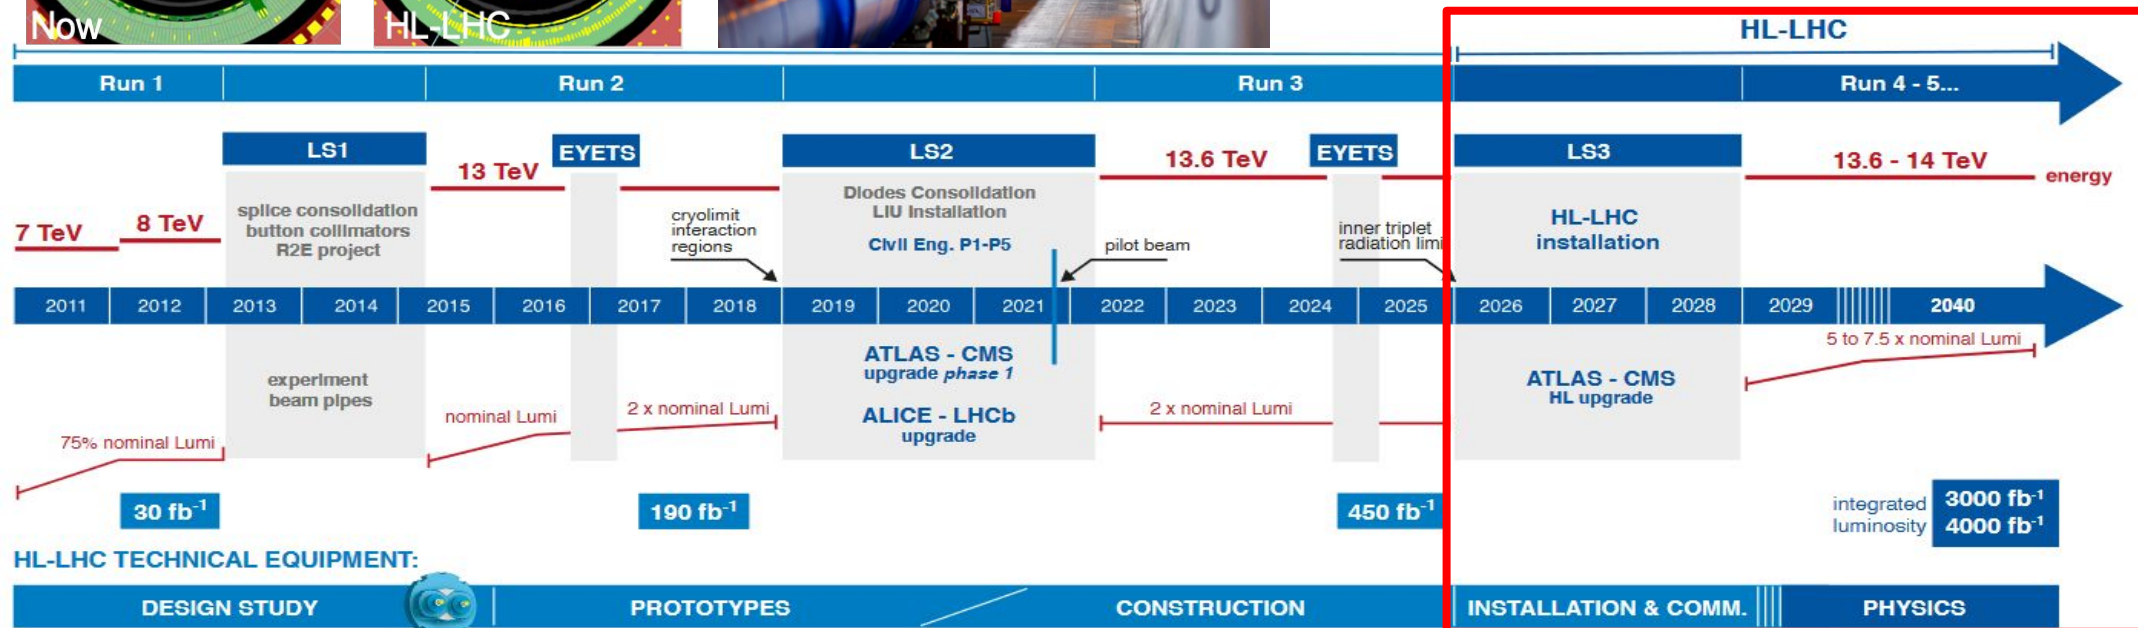 Now
HL-LHC
HL-LHC
Run 1
Run 2
Run 3
Run 4 - 5...
LS1
EYETS
LS2
EYETS
LS3
13 TeV
13.6 TeV
13.6 - 14 TeV
energy
7 TeV
8 TeV
splice consolidation
button collimators
R2E project
cryolimit
interaction
regions
Diodes Consolidation
LIU Installation
Civil Eng. P1-P5
pilot beam
inner triplet
radiation limi
HL-LHC
installation
2011
2012
2013
2014
2015
2016
2017
2018
2019
2020
2021
2022
2023
2024
2025
2026
2027
2028
2029
2040
experiment
beam pipes
75% nominal Lumi
nominal Lumi
2 x nominal Lumi
ATLAS - CMS
upgrade phase 1
ALICE - LHCb
upgrade
2 x nominal Lumi
ATLAS - CMS
HL upgrade
5 to 7.5 x nominal Lumi
30 fb⁻¹
190 fb⁻¹
450 fb⁻¹
integrated
luminosity
3000 fb⁻¹
4000 fb⁻¹
HL-LHC TECHNICAL EQUIPMENT:
DESIGN STUDY
PROTOTYPES
CONSTRUCTION
INSTALLATION & COMM.
PHYSICS